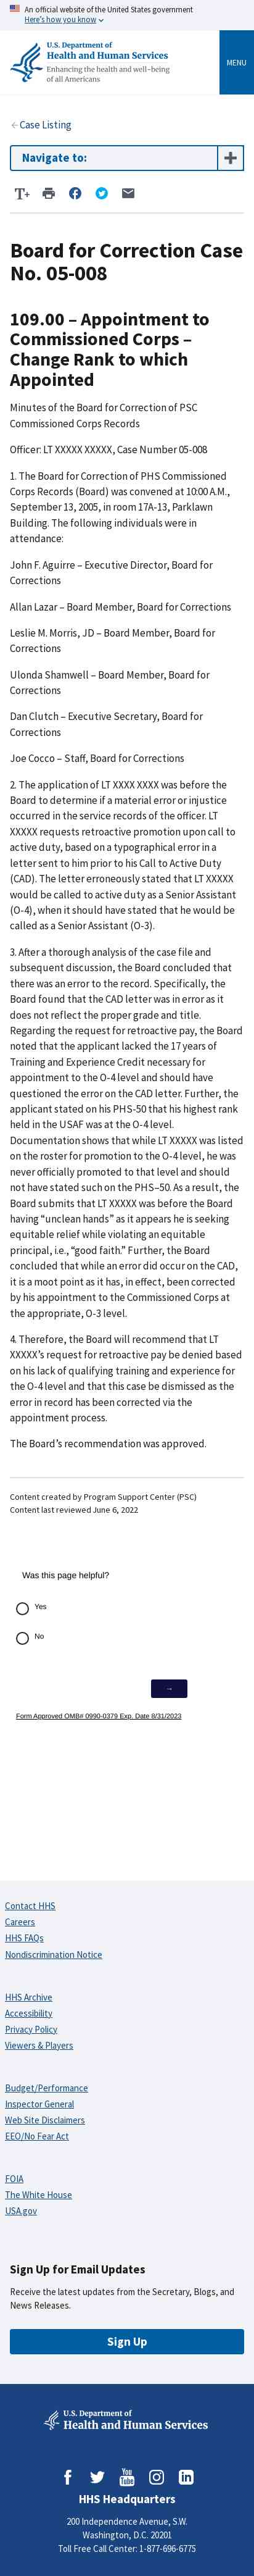 An official website of the United States government
Here's how you know
U.S. Department of
Health and Human Services
Enhancing the health and well-being
of all Americans
MENU
Case Listing
Navigate to:
T+
Board for Correction Case
No. 05-008
109.00 – Appointment to
Commissioned Corps –
Change Rank to which
Appointed
Minutes of the Board for Correction of PSC
Commissioned Corps Records
Officer: LT XXXXX XXXXX, Case Number 05-008
1. The Board for Correction of PHS Commissioned
Corps Records (Board) was convened at 10:00 A.M.,
September 13, 2005, in room 17A-13, Parklawn
Building. The following individuals were in
attendance:
John F. Aguirre – Executive Director, Board for
Corrections
Allan Lazar – Board Member, Board for Corrections
Leslie M. Morris, JD – Board Member, Board for
Corrections
Ulonda Shamwell – Board Member, Board for
Corrections
Dan Clutch – Executive Secretary, Board for
Corrections
Joe Cocco – Staff, Board for Corrections
2. The application of LT XXXX XXXX was before the
Board to determine if a material error or injustice
occurred in the service records of the officer. LT
XXXXX requests retroactive promotion upon call to
active duty, based on a typographical error in a
letter sent to him prior to his Call to Active Duty
(CAD). The letter erroneously stated that LT XXXXX
would be called to active duty as a Senior Assistant
(O-4), when it should have stated that he would be
called as a Senior Assistant (O-3).
3. After a thorough analysis of the case file and
subsequent discussion, the Board concluded that
there was an error to the record. Specifically, the
Board found that the CAD letter was in error as it
does not reflect the proper grade and title.
Regarding the request for retroactive pay, the Board
noted that the applicant lacked the 17 years of
Training and Experience Credit necessary for
appointment to the O-4 level and should have
questioned the error on the CAD letter. Further, the
applicant stated on his PHS-50 that his highest rank
held in the USAF was at the O-4 level.
Documentation shows that while LT XXXXX was listed
on the roster for promotion to the O-4 level, he was
never officially promoted to that level and should
not have stated such on the PHS–50. As a result, the
Board submits that LT XXXXX was before the Board
having “unclean hands” as it appears he is seeking
equitable relief while violating an equitable
principal, i.e., “good faith.” Further, the Board
concluded that while an error did occur on the CAD,
it is a moot point as it has, in effect, been corrected
by his appointment to the Commissioned Corps at
the appropriate, O-3 level.
4. Therefore, the Board will recommend that LT
XXXXX’s request for retroactive pay be denied based
on his lack of qualifying training and experience for
the O-4 level and that this case be dismissed as the
error in record has been corrected via the
appointment process.
The Board’s recommendation was approved.
Content created by Program Support Center (PSC)
Content last reviewed June 6, 2022
Was this page helpful?
Yes
No
→
Form Approved OMB# 0990-0379 Exp. Date 8/31/2023
Contact HHS
Careers
HHS FAQs
Nondiscrimination Notice
HHS Archive
Accessibility
Privacy Policy
Viewers & Players
Budget/Performance
Inspector General
Web Site Disclaimers
EEO/No Fear Act
FOIA
The White House
USA.gov
Sign Up for Email Updates
Receive the latest updates from the Secretary, Blogs, and
News Releases.
Sign Up
U.S. Department of
Health and Human Services
HHS Headquarters
200 Independence Avenue, S.W.
Washington, D.C. 20201
Toll Free Call Center: 1-877-696-6775